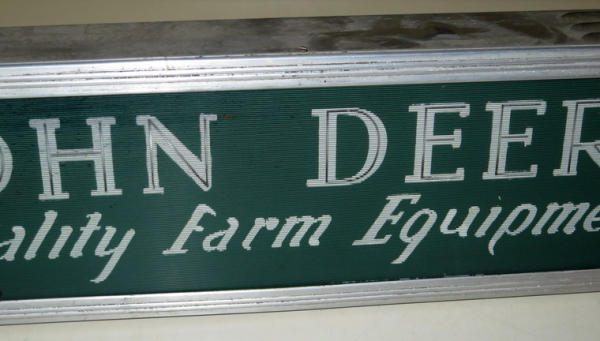 OHN DEER
ality Farm Equipme